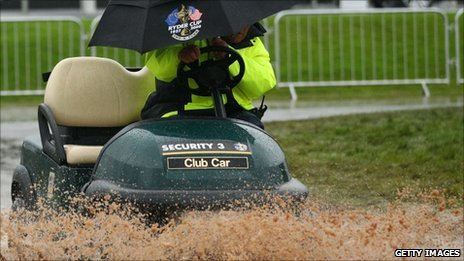 RYDER CUP
SECURITY 3
Club Car
GETTY IMAGES